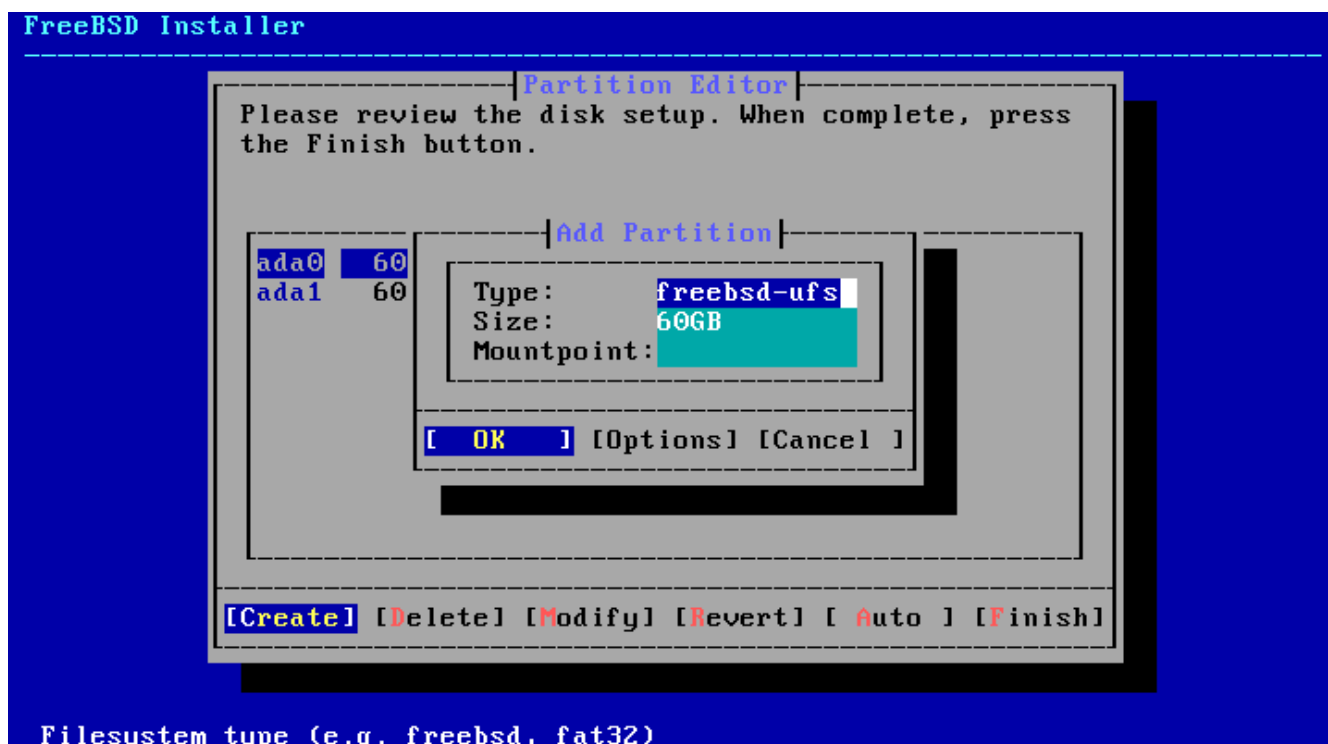 FreeBSD Installer
Partition Editor
Please review the disk setup. When complete, press
the Finish button.
Add Partition
ada0 60
ada1 60
Type: freebsd-ufs
Size: 60GB
Mountpoint:
[ OK ] [Options] [Cancel ]
[Create] [Delete] [Modify] [Revert] [ Auto ] [Finish]
Filesystem type (e.g. freebsd, fat32)